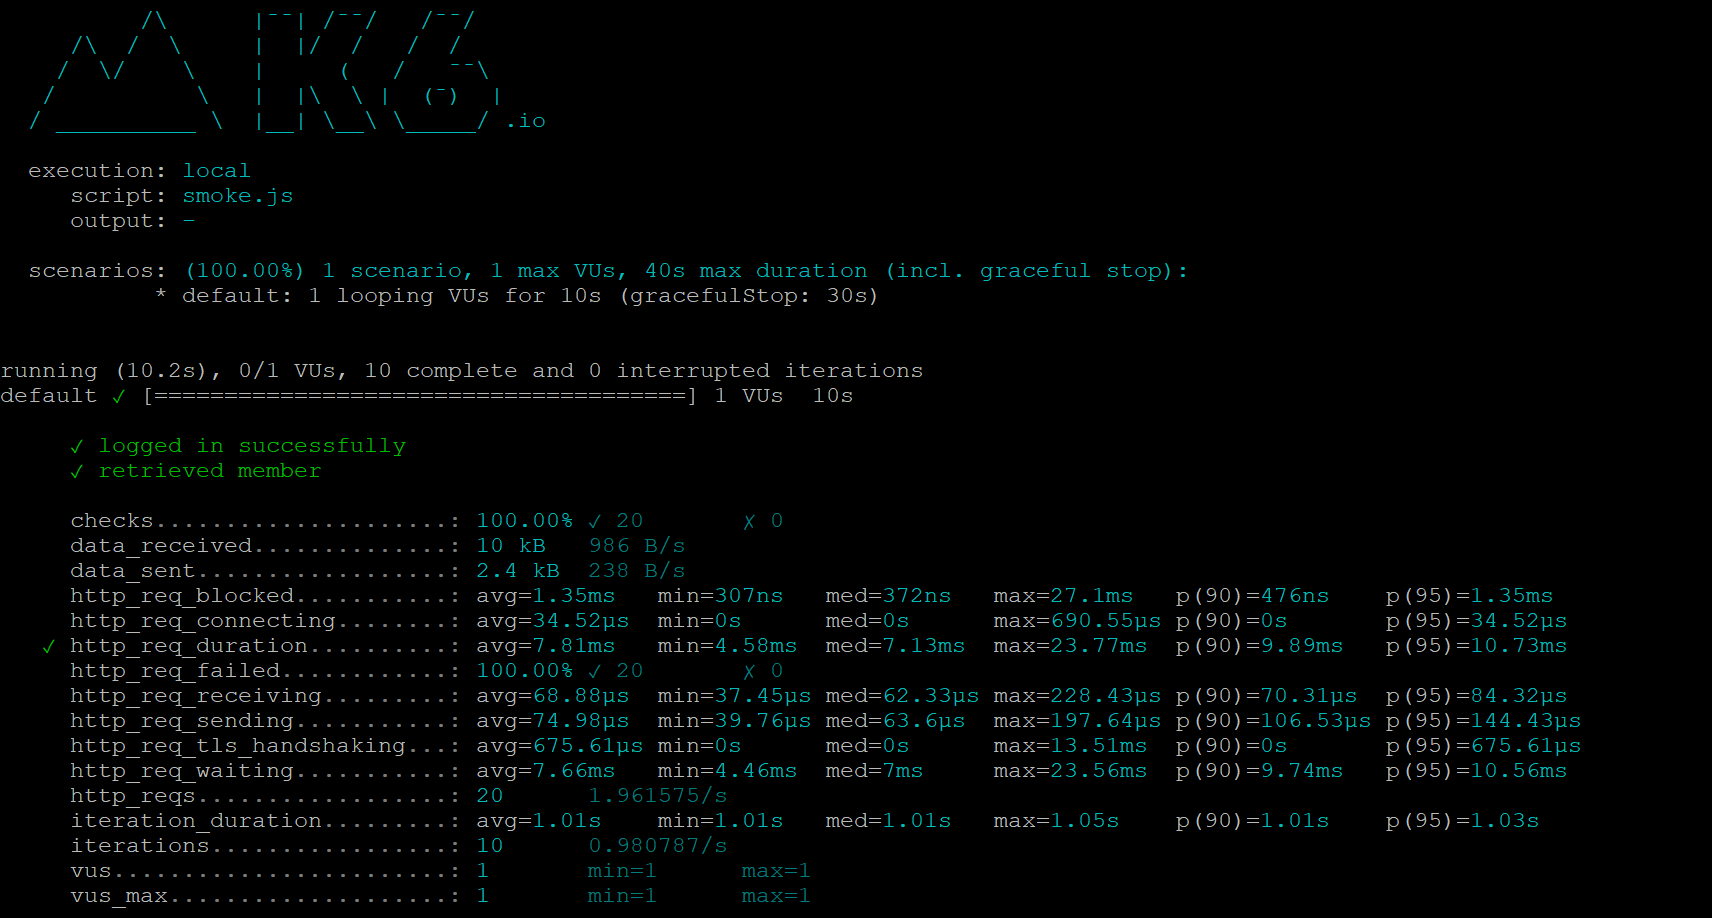 /\      |‾‾| /‾‾/   /‾‾/
    /\  /  \     |  |/  /   /  /
   /  \/    \    |     (   /   ‾‾\
  /          \   |  |\  \ |  (‾)  |
 / __________ \  |__| \__\ \_____/ .io
execution: local
script: smoke.js
output: -
scenarios: (100.00%) 1 scenario, 1 max VUs, 40s max duration (incl. graceful stop):
* default: 1 looping VUs for 10s (gracefulStop: 30s)
running (10.2s), 0/1 VUs, 10 complete and 0 interrupted iterations
default ✓ [======================================] 1 VUs  10s
✓ logged in successfully
✓ retrieved member
checks.....................: 100.00% ✓ 20       ✗ 0
data_received..............: 10 kB   986 B/s
data_sent..................: 2.4 kB  238 B/s
http_req_blocked...........: avg=1.35ms   min=307ns   med=372ns   max=27.1ms   p(90)=476ns    p(95)=1.35ms
http_req_connecting........: avg=34.52µs  min=0s      med=0s      max=690.55µs p(90)=0s       p(95)=34.52µs
✓ http_req_duration..........: avg=7.81ms   min=4.58ms  med=7.13ms  max=23.77ms  p(90)=9.89ms   p(95)=10.73ms
http_req_failed............: 100.00% ✓ 20       ✗ 0
http_req_receiving.........: avg=68.88µs  min=37.45µs med=62.33µs max=228.43µs p(90)=70.31µs  p(95)=84.32µs
http_req_sending...........: avg=74.98µs  min=39.76µs med=63.6µs  max=197.64µs p(90)=106.53µs p(95)=144.43µs
http_req_tls_handshaking...: avg=675.61µs min=0s      med=0s      max=13.51ms  p(90)=0s       p(95)=675.61µs
http_req_waiting...........: avg=7.66ms   min=4.46ms  med=7ms     max=23.56ms  p(90)=9.74ms   p(95)=10.56ms
http_reqs..................: 20      1.961575/s
iteration_duration.........: avg=1.01s    min=1.01s   med=1.01s   max=1.05s    p(90)=1.01s    p(95)=1.03s
iterations.................: 10      0.980787/s
vus........................: 1       min=1      max=1
vus_max....................: 1       min=1      max=1